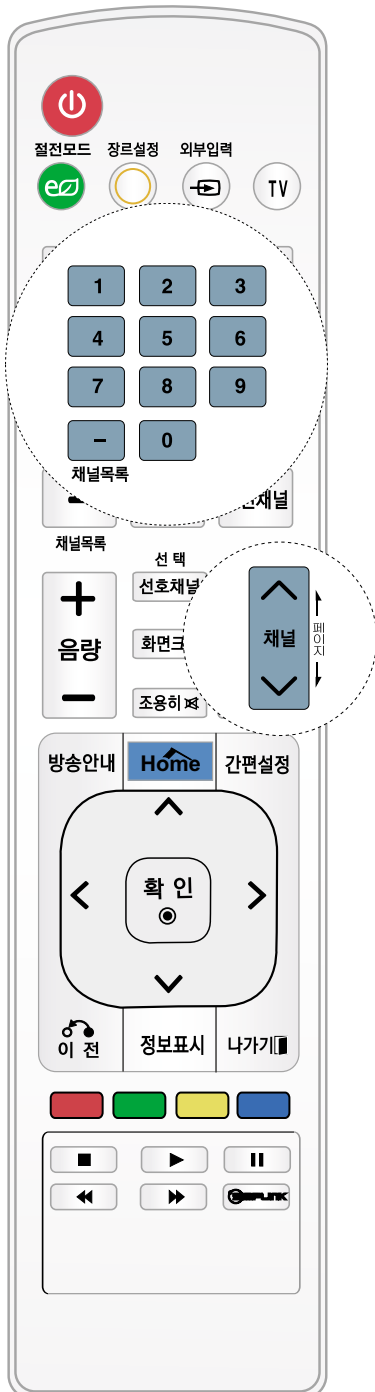 절전모드 장르설정 외부입력
TV
1 2 3
4 5 6
7 8 9
– 0
채널목록
채널목록
선 택
선호채널
음량
조용히
채널
페이지
방송안내 Home 간편설정
확 인
이 전 정보표시 나가기